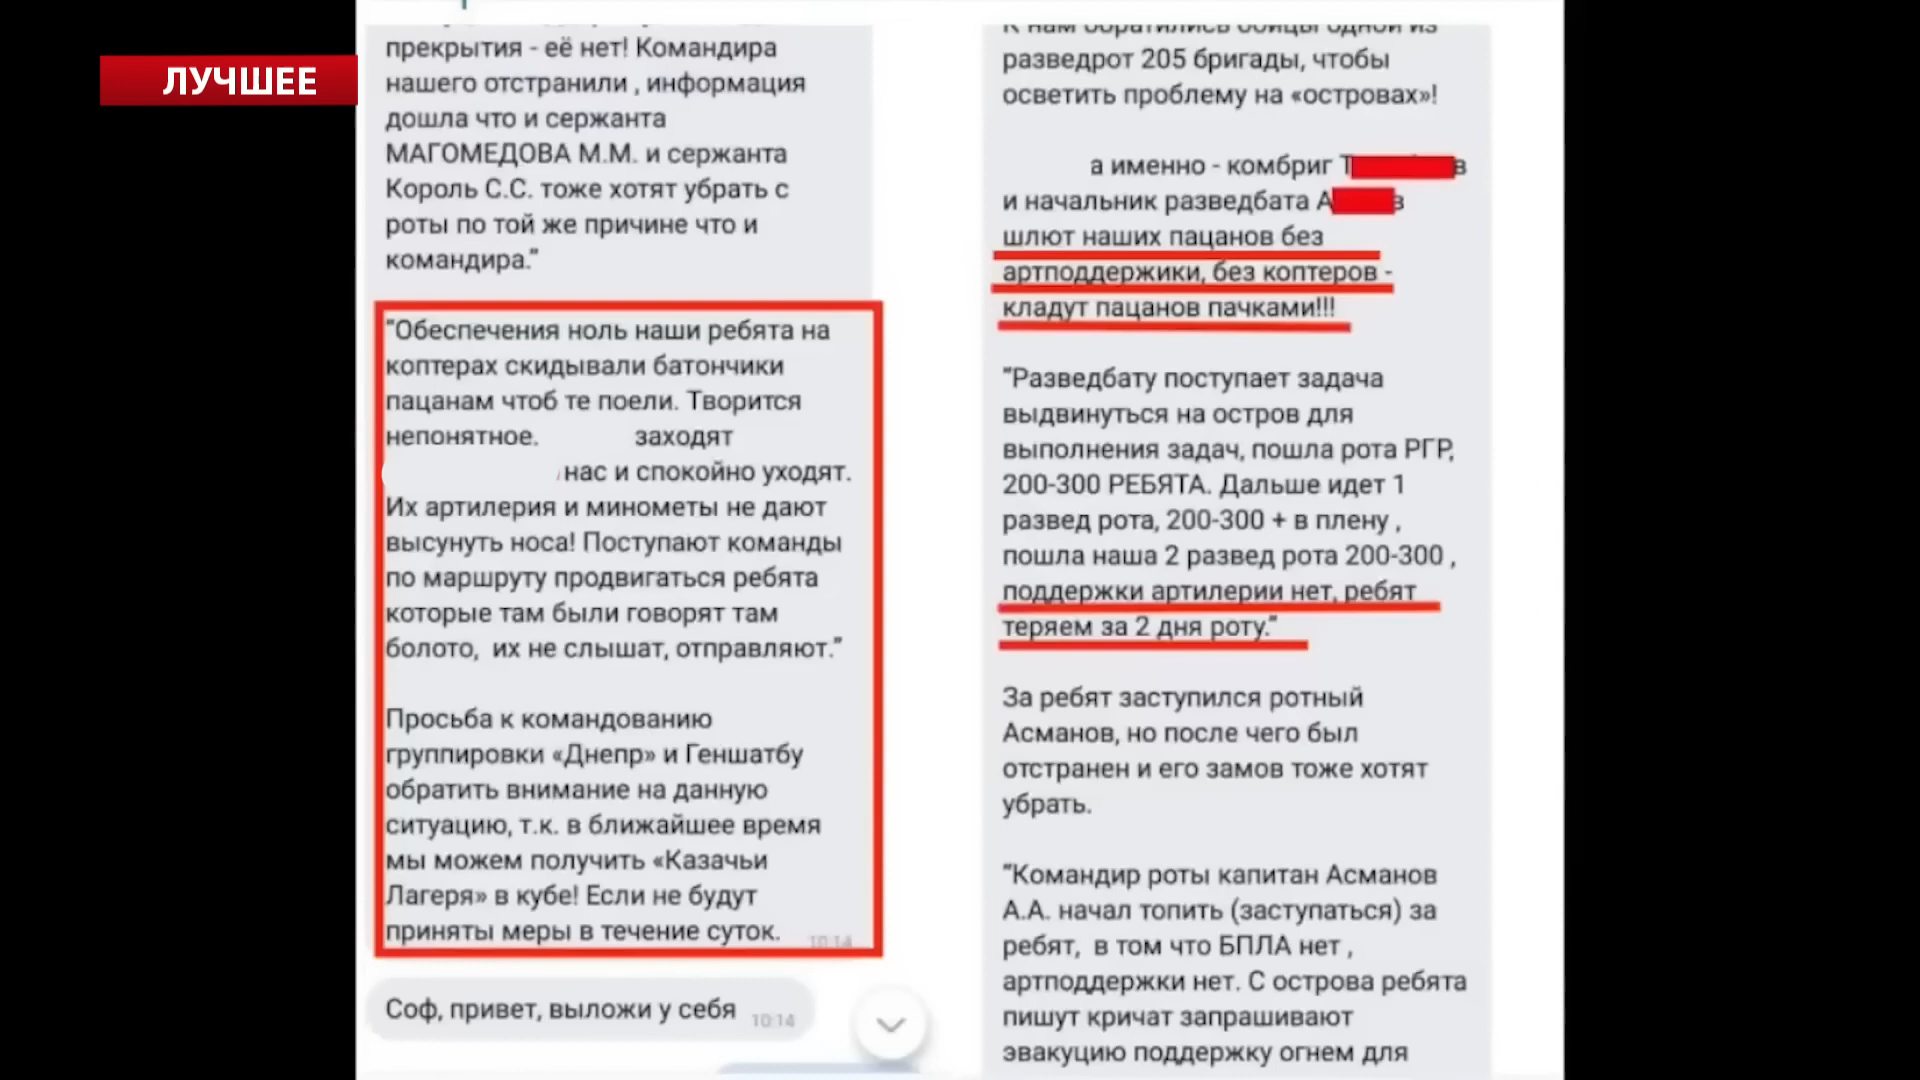 ЛУЧШЕЕ
прекрытия - её нет! Командира
нашего отстранили , информация
дошла что и сержанта
МАГОМЕДОВА М.М. и сержанта
Король С.С. тоже хотят убрать с
роты по той же причине что и
командира.”
“Обеспечения ноль наши ребята на
коптерах скидывали батончики
пацанам чтоб те поели. Творится
непонятное. заходят
нас и спокойно уходят.
Их артилерия и минометы не дают
высунуть носа! Поступают команды
по маршруту продвигаться ребята
которые там были говорят там
болото, их не слышат, отправляют.”
Просьба к командованию
группировки «Днепр» и Геншатбу
обратить внимание на данную
ситуацию, т.к. в ближайшее время
мы можем получить «Казачьи
Лагеря» в кубе! Если не будут
приняты меры в течение суток.
10:14
Соф, привет, выложи у себя
10:14
К нам обратились бойцы одной из
разведрот 205 бригады, чтобы
осветить проблему на «островах»!
а именно - комбриг Т в
и начальник разведбата А в
шлют наших пацанов без
артподдержики, без коптеров -
кладут пацанов пачками!!!
“Разведбату поступает задача
выдвинуться на остров для
выполнения задач, пошла рота РГР,
200-300 РЕБЯТА. Дальше идет 1
развед рота, 200-300 + в плену ,
пошла наша 2 развед рота 200-300 ,
поддержки артилерии нет, ребят
теряем за 2 дня роту.”
За ребят заступился ротный
Асманов, но после чего был
отстранен и его замов тоже хотят
убрать.
“Командир роты капитан Асманов
А.А. начал топить (заступаться) за
ребят, в том что БПЛА нет ,
артподдержки нет. С острова ребята
пишут кричат запрашивают
эвакуцию поддержку огнем для